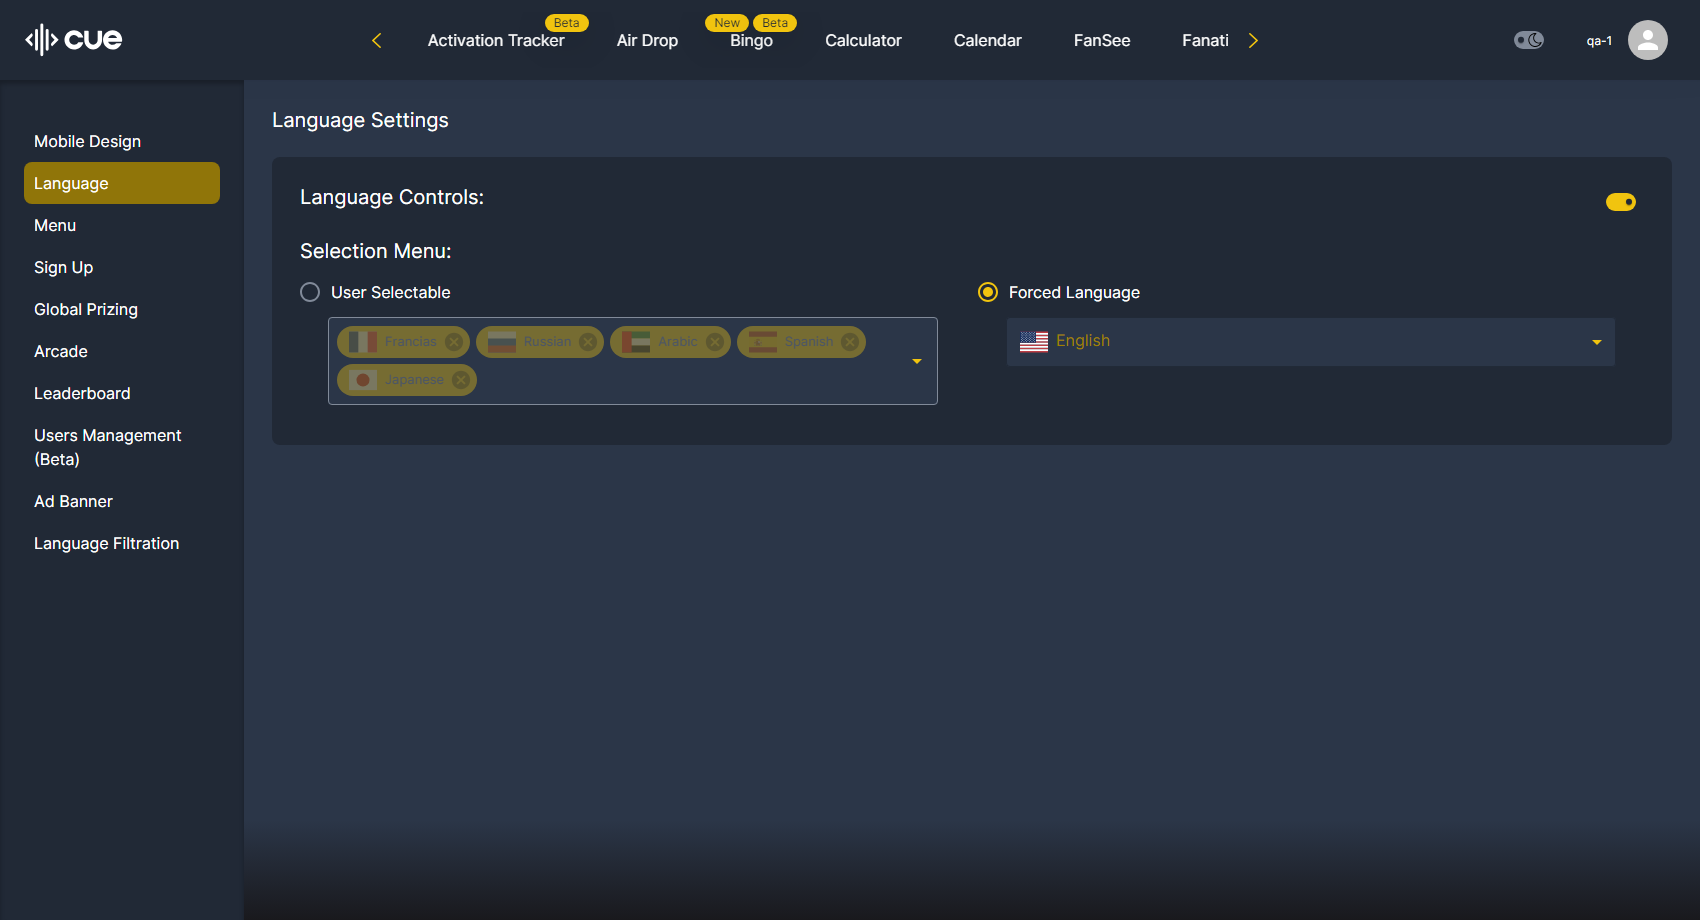 cue
Activation Tracker
Beta
Air Drop
New
Beta
Bingo
Calculator
Calendar
FanSee
Fanati
qa-1
Mobile Design
Language
Menu
Sign Up
Global Prizing
Arcade
Leaderboard
Users Management
(Beta)
Ad Banner
Language Filtration
Language Settings
Language Controls:
Selection Menu:
User Selectable
Francias
Russian
Arabic
Spanish
Japanese
Forced Language
English